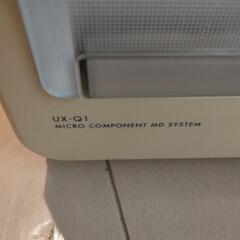 UX-Q1
MICRO COMPONENT MD SYSTEM